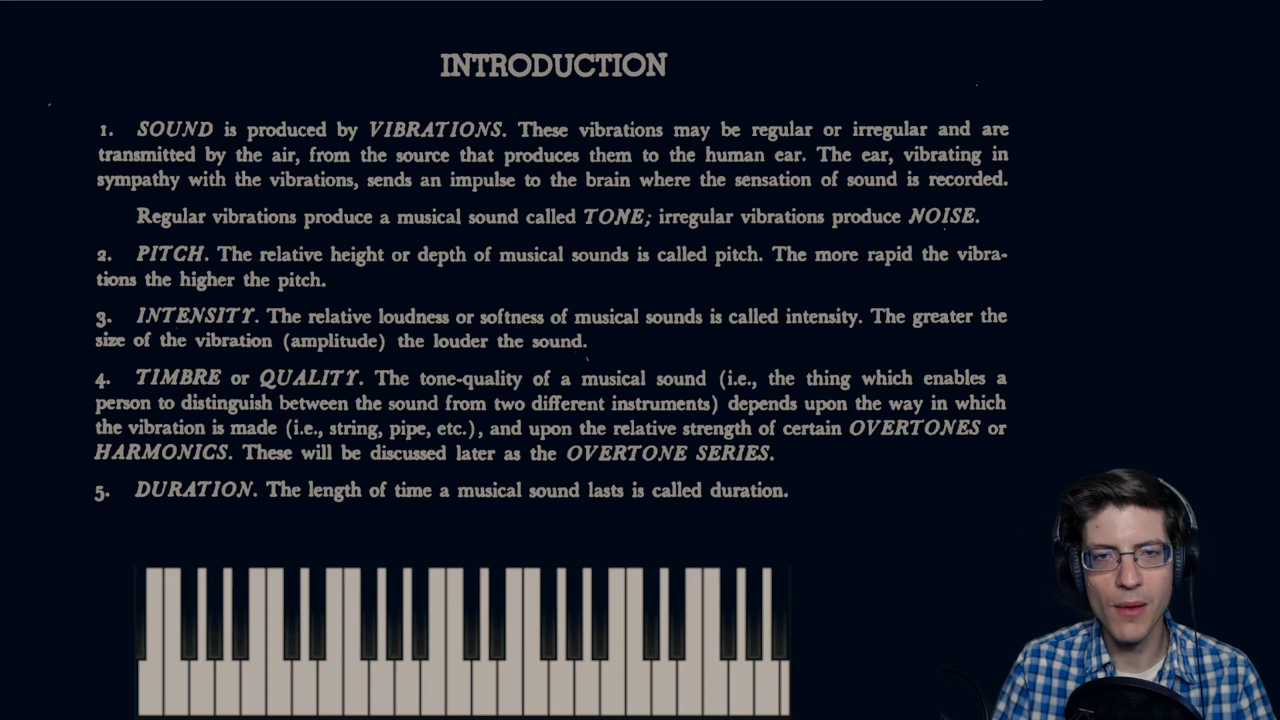 INTRODUCTION
1. SOUND is produced by VIBRATIONS. These vibrations may be regular or irregular and are
transmitted by the air, from the source that produces them to the human ear. The ear, vibrating in
sympathy with the vibrations, sends an impulse to the brain where the sensation of sound is recorded.
Regular vibrations produce a musical sound called TONE; irregular vibrations produce NOISE.
2. PITCH. The relative height or depth of musical sounds is called pitch. The more rapid the vibra-
tions the higher the pitch.
3. INTENSITY. The relative loudness or softness of musical sounds is called intensity. The greater the
size of the vibration (amplitude) the louder the sound.
4. TIMBRE or QUALITY. The tone-quality of a musical sound (i.e., the thing which enables a
person to distinguish between the sound from two different instruments) depends upon the way in which
the vibration is made (i.e., string, pipe, etc.), and upon the relative strength of certain OVERTONES or
HARMONICS. These will be discussed later as the OVERTONE SERIES.
5. DURATION. The length of time a musical sound lasts is called duration.